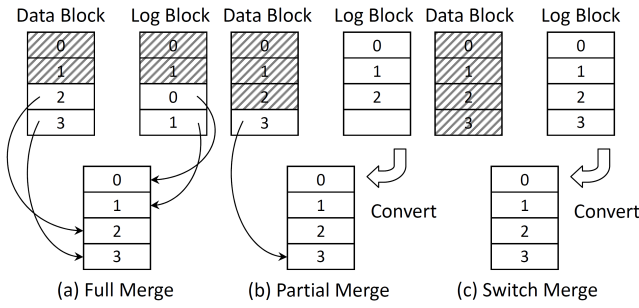 Data Block Log Block Data Block Log Block Data Block Log Block
0 0 0 0 0 0
1 1 1 1 1 1
2 0 2 2 2 2
3 1 3 3 3
0 0 0
1 1 1
Convert Convert
2 2 2
3 3 3
(a) Full Merge (b) Partial Merge (c) Switch Merge